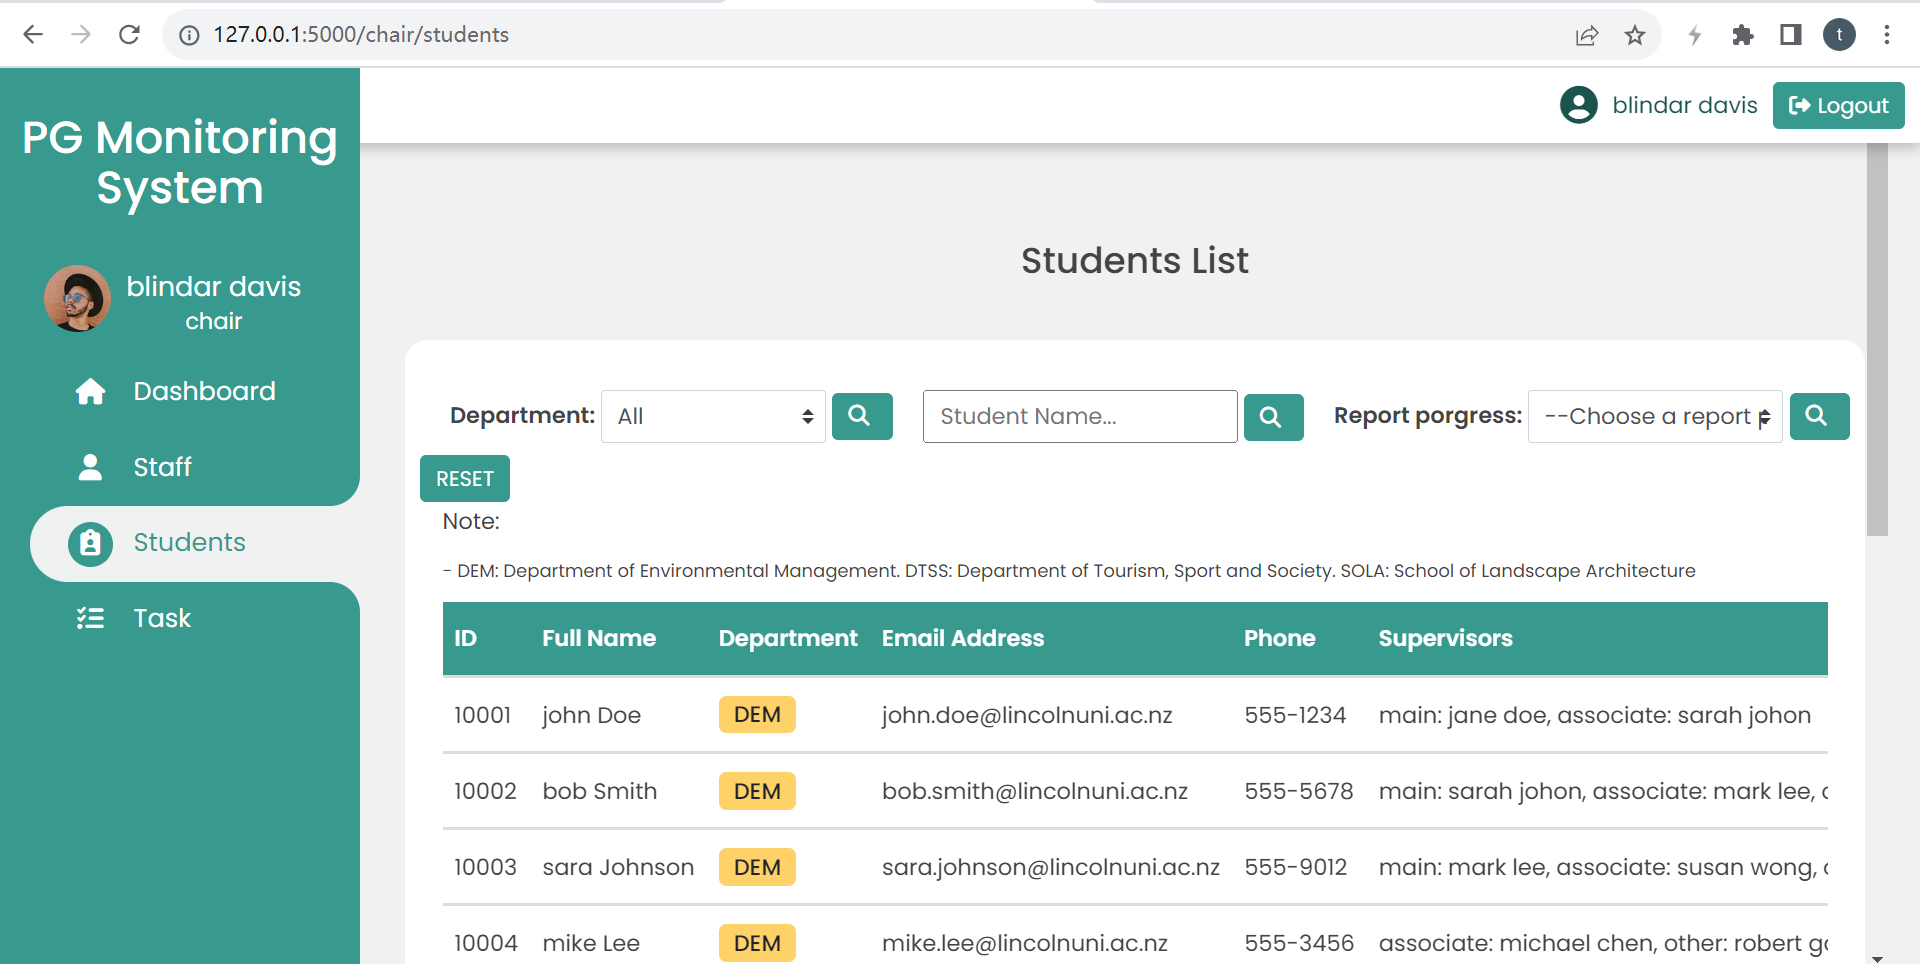 127.0.0.1:5000/chair/students
t
PG Monitoring
System
blindar davis
Logout
blindar davis
chair
Dashboard
Staff
Students
Task
Students List
Department: All
Student Name...
Report porgress: --Choose a report
RESET
Note:
- DEM: Department of Environmental Management. DTSS: Department of Tourism, Sport and Society. SOLA: School of Landscape Architecture
ID Full Name Department Email Address Phone Supervisors
10001 john Doe DEM john.doe@lincolnuni.ac.nz 555-1234 main: jane doe, associate: sarah johon
10002 bob Smith DEM bob.smith@lincolnuni.ac.nz 555-5678 main: sarah johon, associate: mark lee,
10003 sara Johnson DEM sara.johnson@lincolnuni.ac.nz 555-9012 main: mark lee, associate: susan wong,
10004 mike Lee DEM mike.lee@lincolnuni.ac.nz 555-3456 associate: michael chen, other: robert